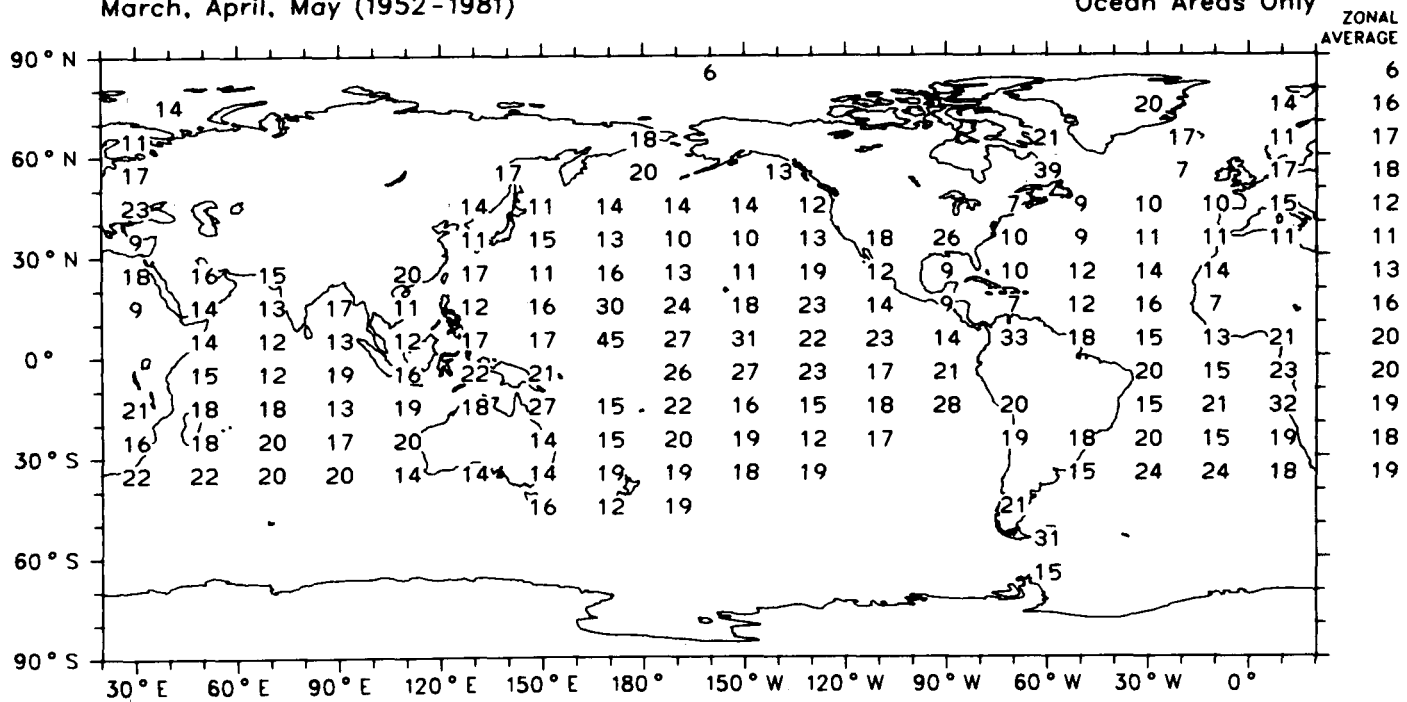 March, April, May (1952-1981) Ocean Areas Only
ZONAL
AVERAGE
90° N 6 6
14 20 14 16
11 18 21 17 11 17
60° N
17 17 20 13 39 7 17 18
23 14 11 14 14 14 12 7 9 10 10 15 12
9 11 15 13 10 10 13 18 26 10 9 11 11 11 11
30° N
18 16 15 20 17 11 16 13 11 19 12 9 10 12 14 14 13
9 14 13 17 11 12 16 30 24 18 23 14 9 7 12 16 7 16
14 12 13 12 17 17 45 27 31 22 23 14 33 18 15 13 21 20
0°
15 12 19 16 22 21 26 27 23 17 21 20 15 23 20
21 18 18 13 19 18 27 15 22 16 15 18 28 20 15 21 32 19
16 18 20 17 20 14 15 20 19 12 17 19 18 20 15 19 18
30° S
22 22 20 20 14 14 14 19 19 18 19 15 24 24 18 19
16 12 19 21
31
60° S
15
90° S
30° E 60° E 90° E 120° E 150° E 180° 150° W 120° W 90° W 60° W 30° W 0°